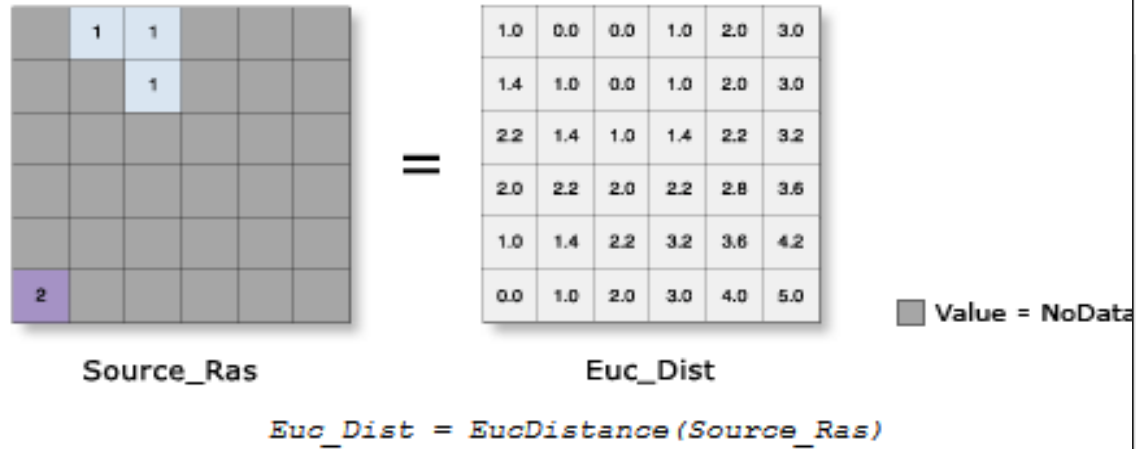 1 1
1
2
1.0 0.0 0.0 1.0 2.0 3.0
1.4 1.0 0.0 1.0 2.0 3.0
2.2 1.4 1.0 1.4 2.2 3.2
2.0 2.2 2.0 2.2 2.8 3.6
1.0 1.4 2.2 3.2 3.6 4.2
0.0 1.0 2.0 3.0 4.0 5.0
=
Value = NoData
Source_Ras
Euc_Dist
Euc_Dist = EucDistance(Source_Ras)